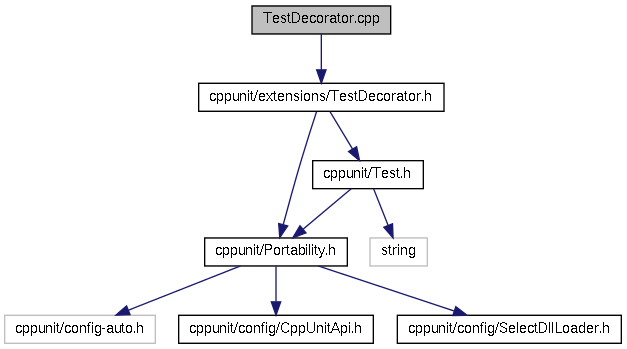 TestDecorator.cpp
cppunit/extensions/TestDecorator.h
cppunit/Test.h
cppunit/Portability.h
string
cppunit/config-auto.h
cppunit/config/CppUnitApi.h
cppunit/config/SelectDllLoader.h